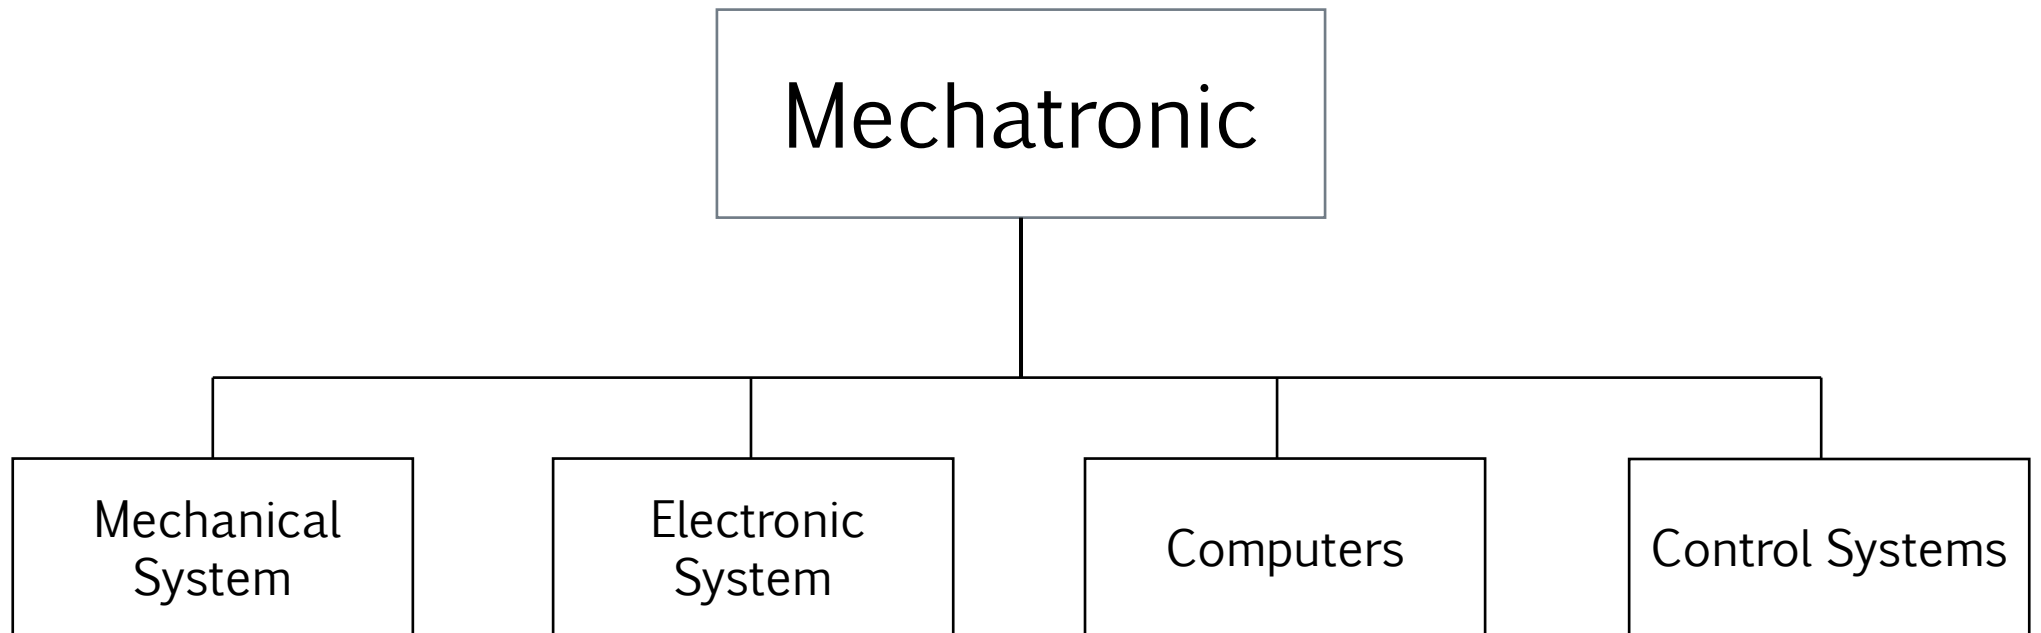 Mechatronic
Mechanical
System
Electronic
System
Computers
Control Systems